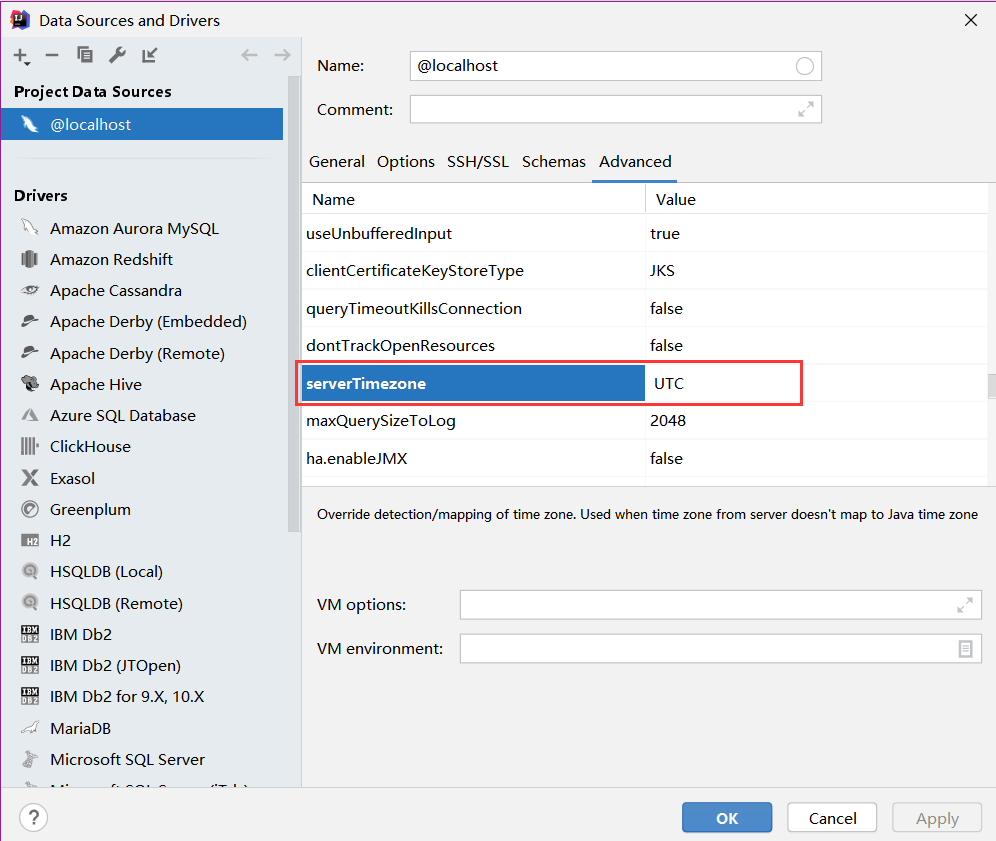 Data Sources and Drivers
Project Data Sources
@localhost
Drivers
Amazon Aurora MySQL
Amazon Redshift
Apache Cassandra
Apache Derby (Embedded)
Apache Derby (Remote)
Apache Hive
Azure SQL Database
ClickHouse
Exasol
Greenplum
H2
HSQLDB (Local)
HSQLDB (Remote)
IBM Db2
IBM Db2 (JTOpen)
IBM Db2 for 9.X, 10.X
MariaDB
Microsoft SQL Server
Name: @localhost
Comment:
General Options SSH/SSL Schemas Advanced
Name Value
useUnbufferedInput true
clientCertificateKeyStoreType JKS
queryTimeoutKillsConnection false
dontTrackOpenResources false
serverTimezone UTC
maxQuerySizeToLog 2048
ha.enableJMX false
Override detection/mapping of time zone. Used when time zone from server doesn't map to Java time zone
VM options:
VM environment:
? OK Cancel Apply